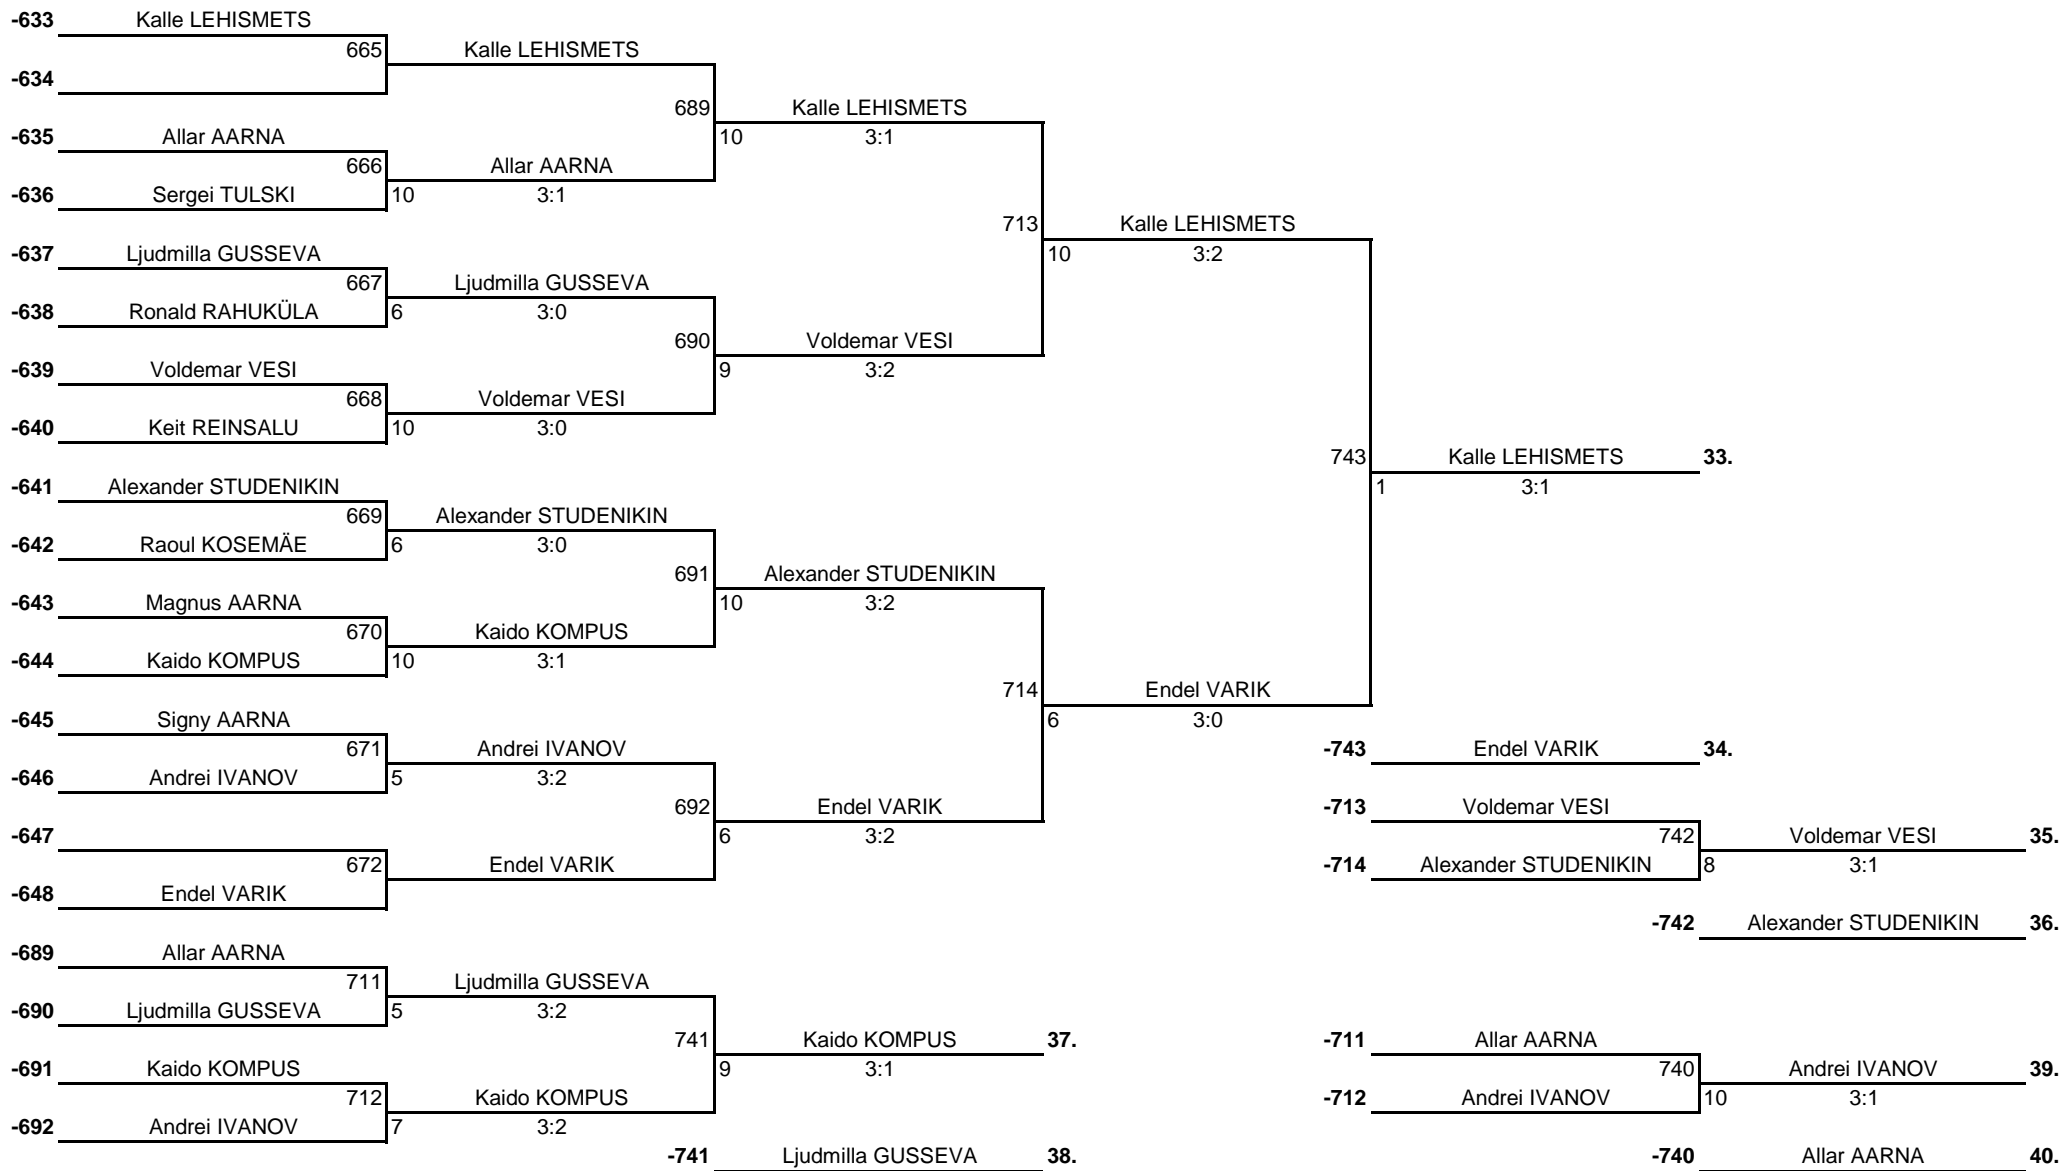 -633 Kalle LEHISMETS
665 Kalle LEHISMETS
-634
689 Kalle LEHISMETS
-635 Allar AARNA 10 3:1
666 Allar AARNA
-636 Sergei TULSKI 10 3:1
713 Kalle LEHISMETS
-637 Ljudmilla GUSSEVA 10 3:2
667 Ljudmilla GUSSEVA
-638 Ronald RAHUKÜLA 6 3:0
690 Voldemar VESI
-639 Voldemar VESI 9 3:2
668 Voldemar VESI
-640 Keit REINSALU 10 3:0
743 Kalle LEHISMETS 33.
-641 Alexander STUDENIKIN 1 3:1
669 Alexander STUDENIKIN
-642 Raoul KOSEMÄE 6 3:0
691 Alexander STUDENIKIN
-643 Magnus AARNA 10 3:2
670 Kaido KOMPUS
-644 Kaido KOMPUS 10 3:1
714 Endel VARIK
-645 Signy AARNA 6 3:0
671 Andrei IVANOV -743 Endel VARIK 34.
-646 Andrei IVANOV 5 3:2
692 Endel VARIK -713 Voldemar VESI
-647 6 3:2 742 Voldemar VESI 35.
672 Endel VARIK -714 Alexander STUDENIKIN 8 3:1
-648 Endel VARIK
-742 Alexander STUDENIKIN 36.
-689 Allar AARNA
711 Ljudmilla GUSSEVA
-690 Ljudmilla GUSSEVA 5 3:2
741 Kaido KOMPUS 37. -711 Allar AARNA
-691 Kaido KOMPUS 9 3:1 740 Andrei IVANOV 39.
712 Kaido KOMPUS -712 Andrei IVANOV 10 3:1
-692 Andrei IVANOV 7 3:2
-741 Ljudmilla GUSSEVA 38. -740 Allar AARNA 40.